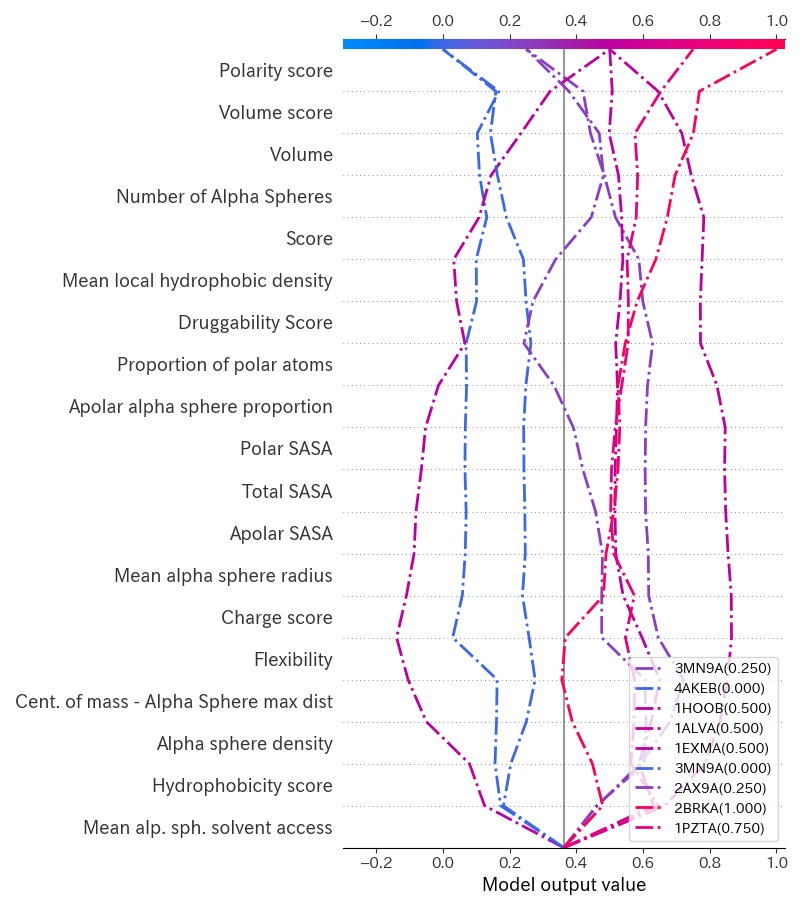 −0.2 0.0 0.2 0.4 0.6 0.8 1.0
Polarity score
Volume score
Volume
Number of Alpha Spheres
Score
Mean local hydrophobic density
Druggability Score
Proportion of polar atoms
Apolar alpha sphere proportion
Polar SASA
Total SASA
Apolar SASA
Mean alpha sphere radius
Charge score
Flexibility
Cent. of mass - Alpha Sphere max dist
Alpha sphere density
Hydrophobicity score
Mean alp. sph. solvent access
3MN9A(0.250)
4AKEB(0.000)
1HOOB(0.500)
1ALVA(0.500)
1EXMA(0.500)
3MN9A(0.000)
2AX9A(0.250)
2BRKA(1.000)
1PZTA(0.750)
−0.2 0.0 0.2 0.4 0.6 0.8 1.0
Model output value